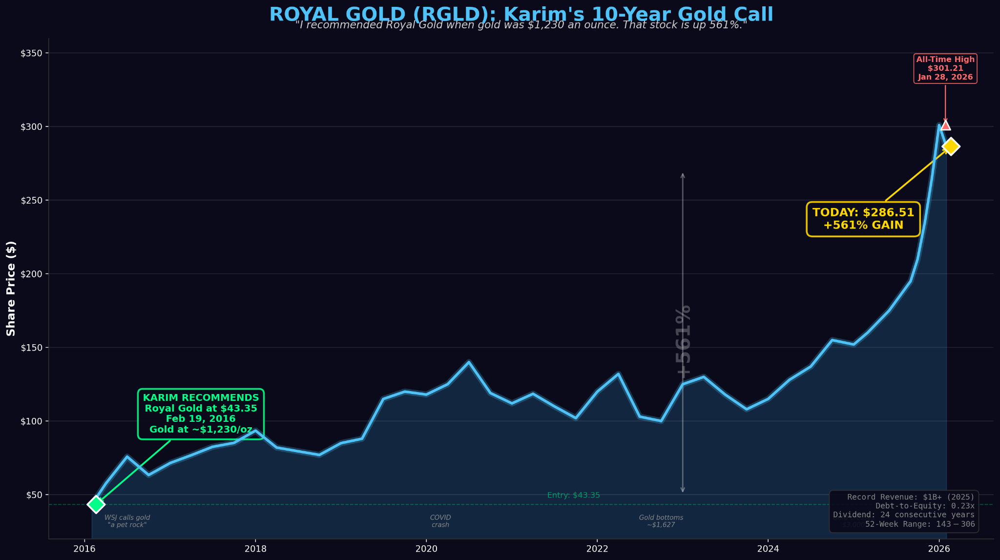 ROYAL GOLD (RGLD): Karim's 10-Year Gold Call
"I recommended Royal Gold when gold was $1,230 an ounce. That stock is up 561%."
Share Price ($)
$350
$300
$250
$200
$150
$100
$50
All-Time High
$301.21
Jan 28, 2026
TODAY: $286.51
+561% GAIN
+561%
KARIM RECOMMENDS
Royal Gold at $43.35
Feb 19, 2016
Gold at ~$1,230/oz
Entry: $43.35
WSJ calls gold
"a pet rock"
COVID
crash
Gold bottoms
~$1,627
Record Revenue: $1B+ (2025)
Debt-to-Equity: 0.23x
Dividend: 24 consecutive years
52-Week Range: 143 – 306
2016
2018
2020
2022
2024
2026